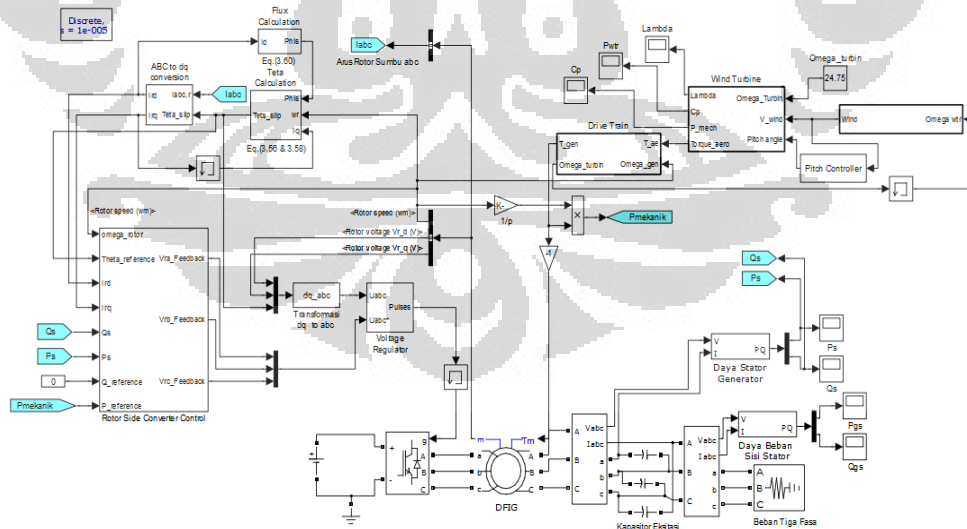 Discrete,
s = 1e-005
Flux
Calculation
Id
Phis
Eq.(3.60)
Teta
Calculation
Phis
wr
Iq
Teta_slip
Eq.(3.56 & 3.58)
ABC to dq
conversion
Ird
Iabc,r
Irq
Teta_slip
Iabc
Iabc
Arus Rotor Sumbu abc
Lambda
Pwtr
Cp
Wind Turbine
Lambda
Cp
P_mech
Torque_aero
Omega_Turbin
V_wind
Pitch angle
Omega_turbin
24.75
Wind
Omega wtr
Pitch Controller
Drive Train
T_gen
T_ae
Omega_turbin
Omega_gen
<Rotor speed (wm)>
<Rotor speed (wm)>
<Rotor voltage Vr_d (V)>
<Rotor voltage Vr_q (V)>
-K-
1/p
×
Pmekanik
-1
omega_rotor
Theta_reference
Ird
Irq
Qs
Ps
Q_reference
P_reference
Vra_Feedback
Vrb_Feedback
Vrc_Feedback
Rotor Side Converter Control
Qs
Ps
0
Pmekanik
dq_abc
Transformasi
dq to abc
Uabc
Uabc*
Pulses
Voltage
Regulator
Qs
Ps
V
I
PQ
Daya Stator
Generator
Ps
Qs
V
I
PQ
Daya Beban
Sisi Stator
Pgs
Qgs
g
+
-
A
B
C
m
Tm
a
b
c
A
B
C
DFIG
A
B
C
Vabc
Iabc
a
b
c
Kapasitor Eksitasi
A
B
C
Vabc
Iabc
a
b
c
A
B
C
Beban Tiga Fasa